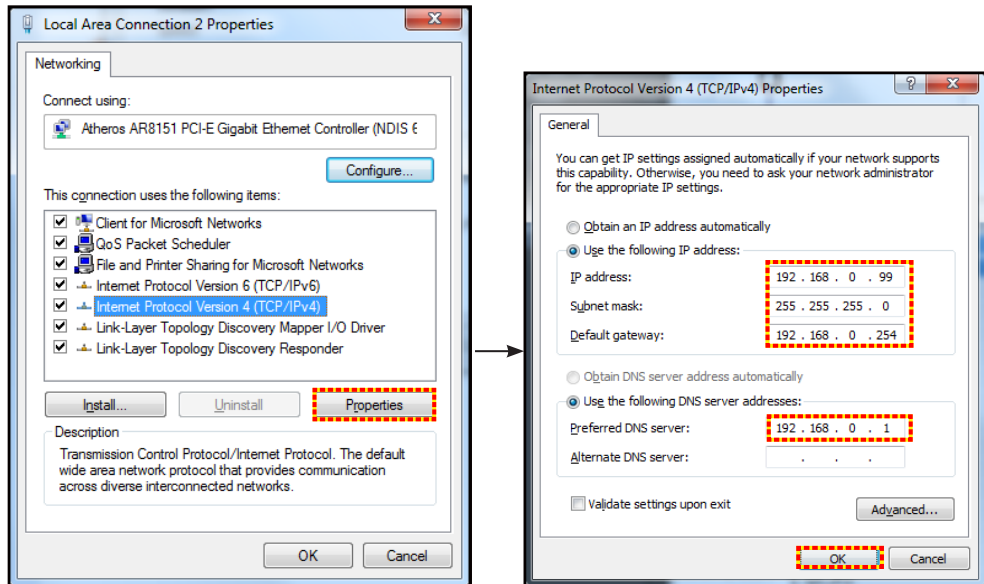 Local Area Connection 2 Properties
Networking
Connect using:
Atheros AR8151 PCI-E Gigabit Ethernet Controller (NDIS 6
Configure...
This connection uses the following items:
Client for Microsoft Networks
QoS Packet Scheduler
File and Printer Sharing for Microsoft Networks
Internet Protocol Version 6 (TCP/IPv6)
Internet Protocol Version 4 (TCP/IPv4)
Link-Layer Topology Discovery Mapper I/O Driver
Link-Layer Topology Discovery Responder
Install...
Uninstall
Properties
Description
Transmission Control Protocol/Internet Protocol. The default
wide area network protocol that provides communication
across diverse interconnected networks.
OK
Cancel
Internet Protocol Version 4 (TCP/IPv4) Properties
General
You can get IP settings assigned automatically if your network supports
this capability. Otherwise, you need to ask your network administrator
for the appropriate IP settings.
Obtain an IP address automatically
Use the following IP address:
IP address: 192 . 168 . 0 . 99
Subnet mask: 255 . 255 . 255 . 0
Default gateway: 192 . 168 . 0 . 254
Obtain DNS server address automatically
Use the following DNS server addresses:
Preferred DNS server: 192 . 168 . 0 . 1
Alternate DNS server: . . .
Validate settings upon exit
Advanced...
OK
Cancel